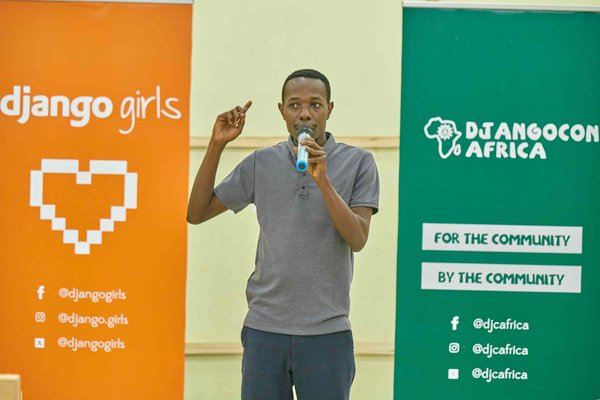 django girls
@djangogirls
@django.girls
@djangogirls
DJANGOCON
AFRICA
FOR THE COMMUNITY
BY THE COMMUNITY
@djcafrica
@djcafrica
@djcafrica